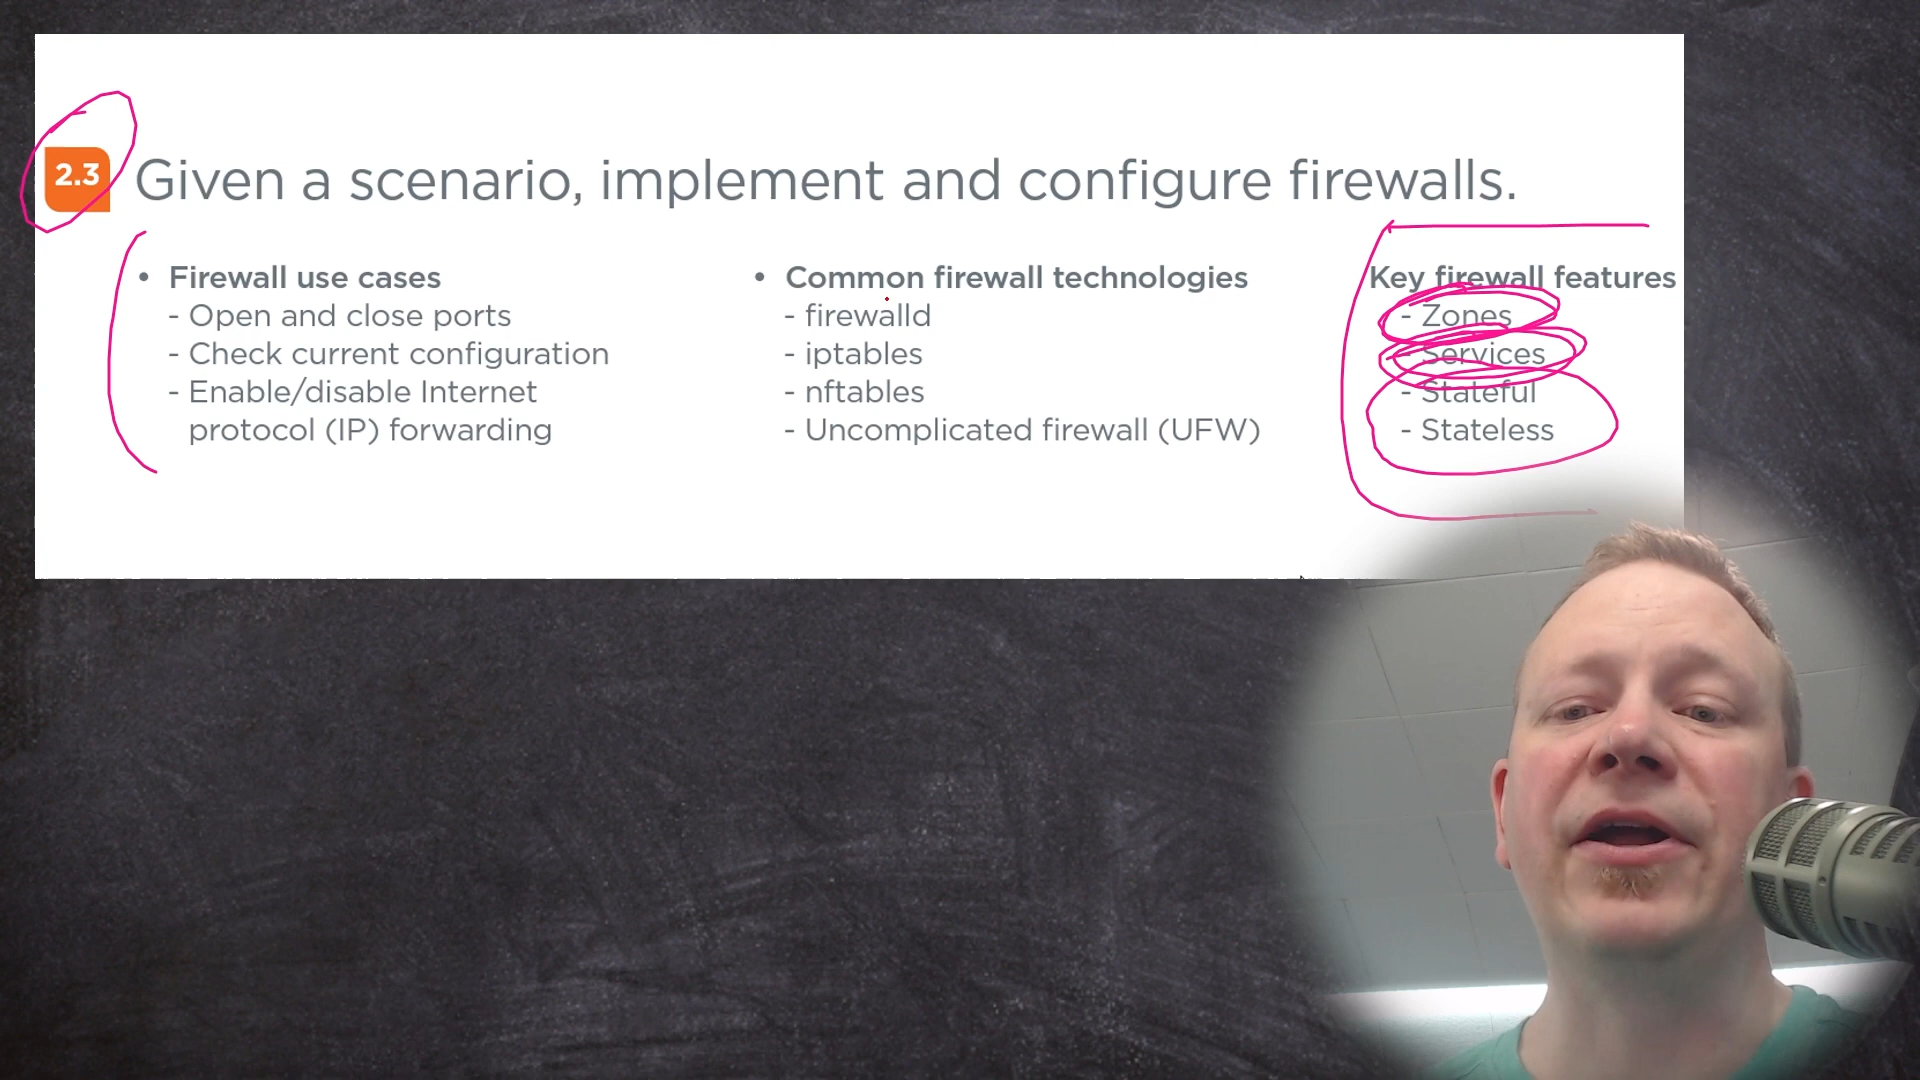 2.3 Given a scenario, implement and configure firewalls.
• Firewall use cases
- Open and close ports
- Check current configuration
- Enable/disable Internet
protocol (IP) forwarding
• Common firewall technologies
- firewalld
- iptables
- nftables
- Uncomplicated firewall (UFW)
Key firewall features
- Zones
- Services
- Stateful
- Stateless